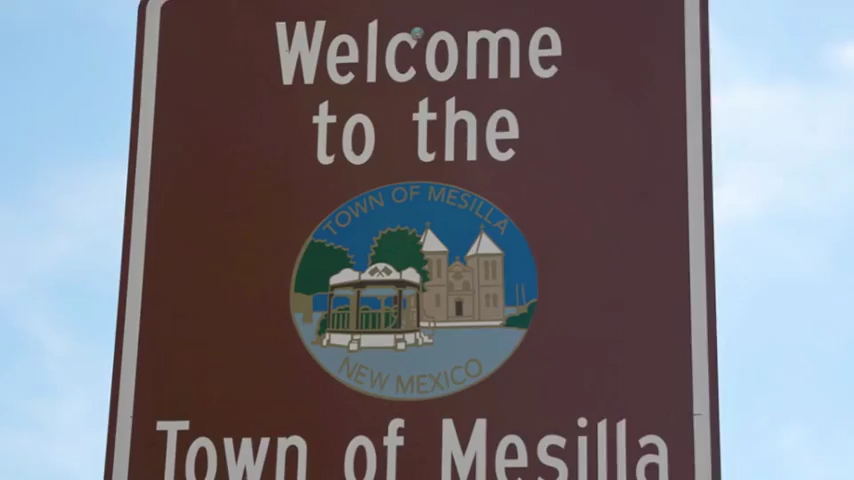 Welcome
to the
TOWN OF MESILLA
NEW MEXICO
Town of Mesilla